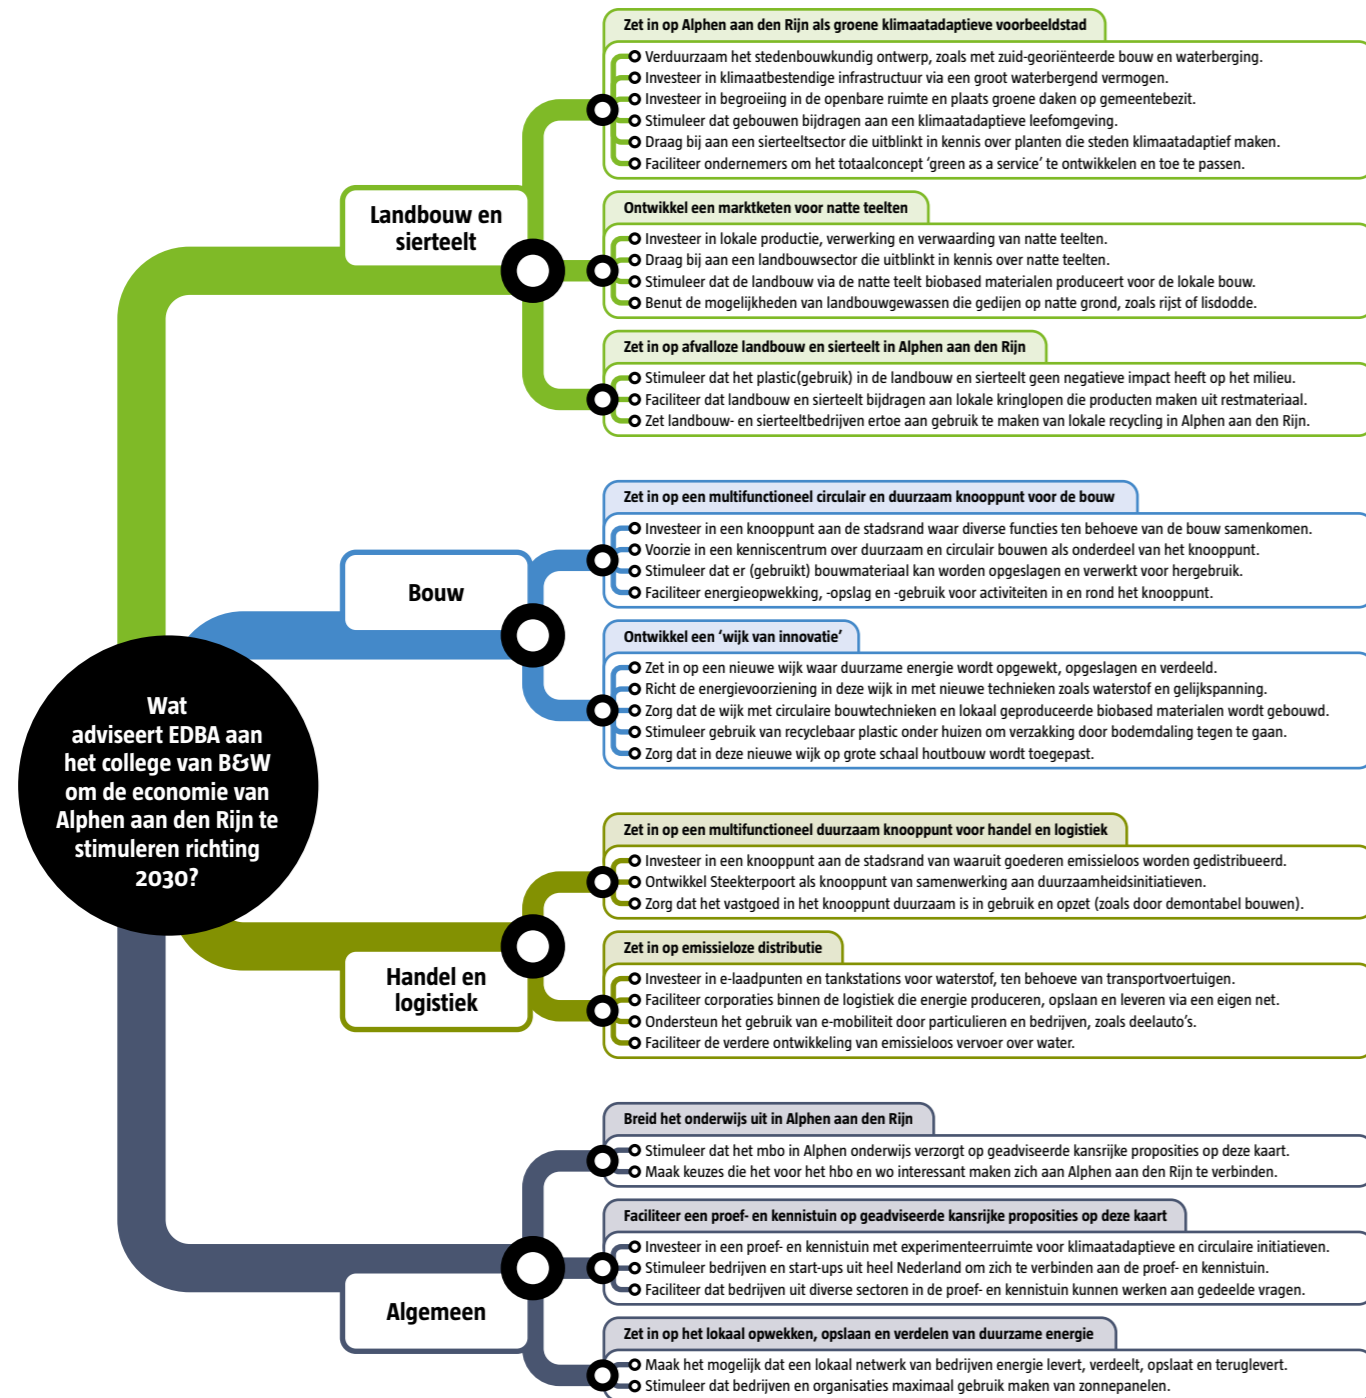 Zet in op Alphen aan den Rijn als groene klimaatadaptieve voorbeeldstad
Verduurzaam het stedenbouwkundig ontwerp, zoals met zuid-georiënteerde bouw en waterberging.
Investeer in klimaatbestendige infrastructuur via een groot waterbergend vermogen.
Investeer in begroeiing in de openbare ruimte en plaats groene daken op gemeentebezit.
Stimuleer dat gebouwen bijdragen aan een klimaatadaptieve leefomgeving.
Draag bij aan een sierteeltsector die uitblinkt in kennis over planten die steden klimaatadaptief maken.
Faciliteer ondernemers om het totaalconcept ‘green as a service’ te ontwikkelen en toe te passen.
Landbouw en
sierteelt
Ontwikkel een marktketen voor natte teelten
Investeer in lokale productie, verwerking en verwaarding van natte teelten.
Draag bij aan een landbouwsector die uitblinkt in kennis over natte teelten.
Stimuleer dat de landbouw via de natte teelt biobased materialen produceert voor de lokale bouw.
Benut de mogelijkheden van landbouwgewassen die gedijen op natte grond, zoals rijst of lisdodde.
Zet in op afvalloze landbouw en sierteelt in Alphen aan den Rijn
Stimuleer dat het plastic(gebruik) in de landbouw en sierteelt geen negatieve impact heeft op het milieu.
Faciliteer dat landbouw en sierteelt bijdragen aan lokale kringlopen die producten maken uit restmateriaal.
Zet landbouw- en sierteeltbedrijven ertoe aan gebruik te maken van lokale recycling in Alphen aan den Rijn.
Zet in op een multifunctioneel circulair en duurzaam knooppunt voor de bouw
Investeer in een knooppunt aan de stadsrand waar diverse functies ten behoeve van de bouw samenkomen.
Voorzie in een kenniscentrum over duurzaam en circulair bouwen als onderdeel van het knooppunt.
Stimuleer dat er (gebruikt) bouwmateriaal kan worden opgeslagen en verwerkt voor hergebruik.
Faciliteer energieopwekking, -opslag en -gebruik voor activiteiten in en rond het knooppunt.
Bouw
Ontwikkel een ‘wijk van innovatie’
Zet in op een nieuwe wijk waar duurzame energie wordt opgewekt, opgeslagen en verdeeld.
Richt de energievoorziening in deze wijk in met nieuwe technieken zoals waterstof en gelijkspanning.
Zorg dat de wijk met circulaire bouwtechnieken en lokaal geproduceerde biobased materialen wordt gebouwd.
Stimuleer gebruik van recyclebaar plastic onder huizen om verzakking door bodemdaling tegen te gaan.
Zorg dat in deze nieuwe wijk op grote schaal houtbouw wordt toegepast.
Wat
adviseert EDBA aan
het college van B&W
om de economie van
Alphen aan den Rijn te
stimuleren richting
2030?
Zet in op een multifunctioneel duurzaam knooppunt voor handel en logistiek
Investeer in een knooppunt aan de stadsrand van waaruit goederen emissieloos worden gedistribueerd.
Ontwikkel Steekterpoort als knooppunt van samenwerking aan duurzaamheidsinitiatieven.
Zorg dat het vastgoed in het knooppunt duurzaam is in gebruik en opzet (zoals door demontabel bouwen).
Handel en
logistiek
Zet in op emissieloze distributie
Investeer in e-laadpunten en tankstations voor waterstof, ten behoeve van transportvoertuigen.
Faciliteer corporaties binnen de logistiek die energie produceren, opslaan en leveren via een eigen net.
Ondersteun het gebruik van e-mobiliteit door particulieren en bedrijven, zoals deelauto’s.
Faciliteer de verdere ontwikkeling van emissieloos vervoer over water.
Breid het onderwijs uit in Alphen aan den Rijn
Stimuleer dat het mbo in Alphen onderwijs verzorgt op geadviseerde kansrijke proposities op deze kaart.
Maak keuzes die het voor het hbo en wo interessant maken zich aan Alphen aan den Rijn te verbinden.
Faciliteer een proef- en kennistuin op geadviseerde kansrijke proposities op deze kaart
Investeer in een proef- en kennistuin met experimenteerruimte voor klimaatadaptieve en circulaire initiatieven.
Stimuleer bedrijven en start-ups uit heel Nederland om zich te verbinden aan de proef- en kennistuin.
Faciliteer dat bedrijven uit diverse sectoren in de proef- en kennistuin kunnen werken aan gedeelde vragen.
Algemeen
Zet in op het lokaal opwekken, opslaan en verdelen van duurzame energie
Maak het mogelijk dat een lokaal netwerk van bedrijven energie levert, verdeelt, opslaat en teruglevert.
Stimuleer dat bedrijven en organisaties maximaal gebruik maken van zonnepanelen.